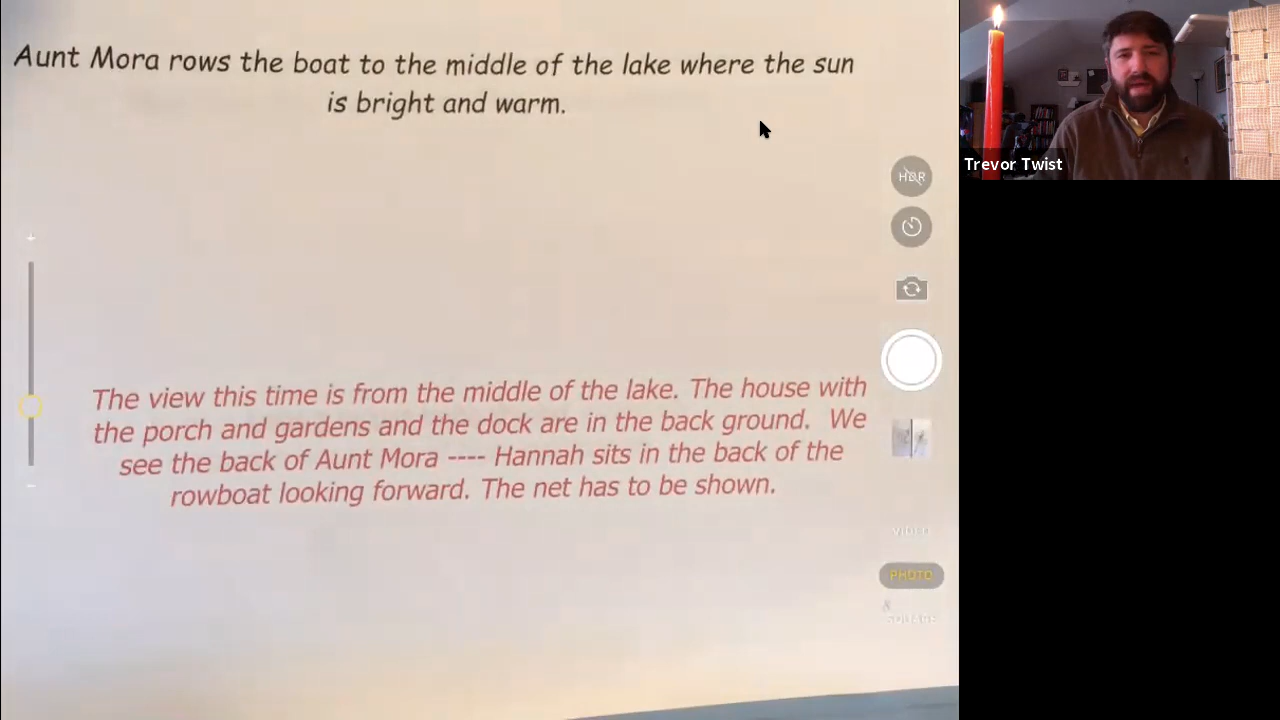 Aunt Mora rows the boat to the middle of the lake where the sun
is bright and warm.
The view this time is from the middle of the lake. The house with
the porch and gardens and the dock are in the back ground. We
see the back of Aunt Mora ---- Hannah sits in the back of the
rowboat looking forward. The net has to be shown.
HDR
VIDEO
PHOTO
8
SQUARE
Trevor Twist